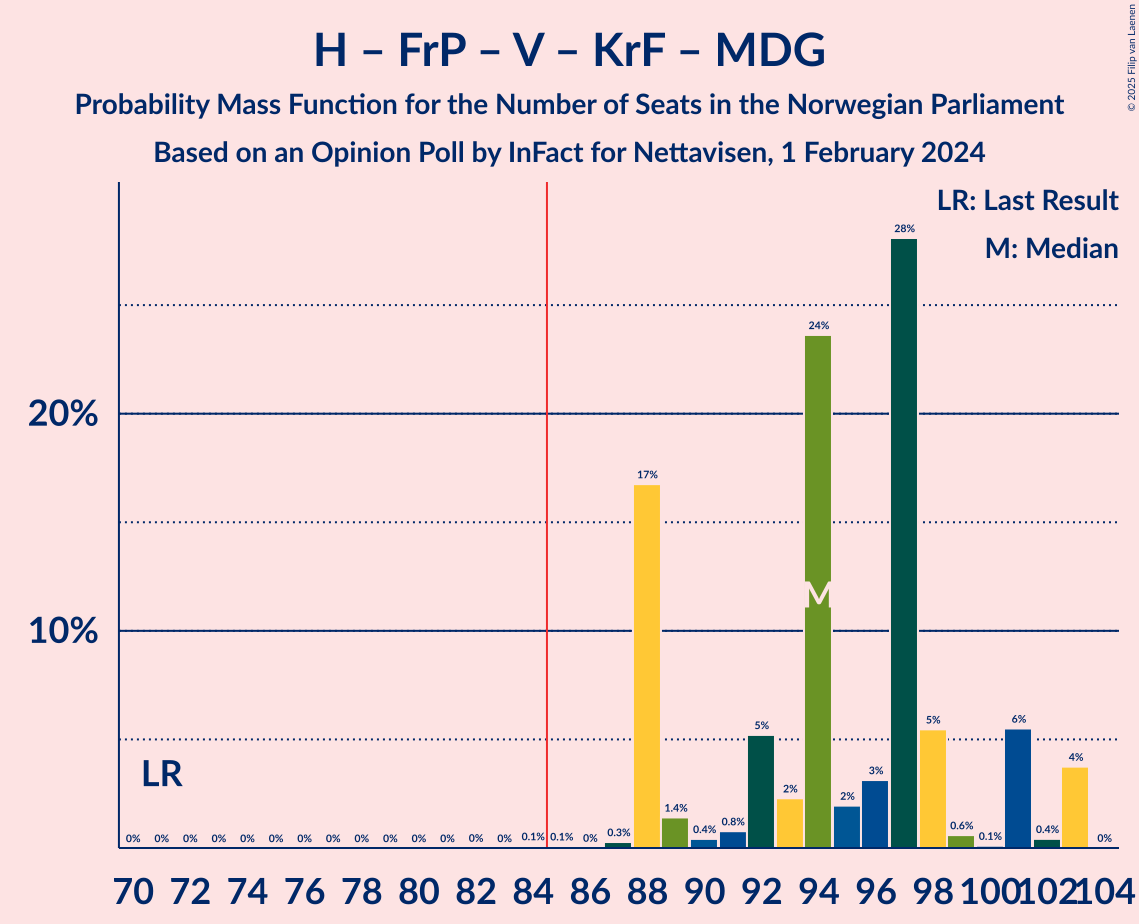 H – FrP – V – KrF – MDG
Probability Mass Function for the Number of Seats in the Norwegian Parliament
Based on an Opinion Poll by InFact for Nettavisen, 1 February 2024
© 2025 Filip van Laenen
LR: Last Result
M: Median
28%
24%
20%
17%
10%
M
5%
5%
6%
4%
3%
2%
2%
LR
1.4%
0.8%
0.6%
0.4%
0.4%
0.3%
0% 0% 0% 0% 0% 0% 0% 0% 0% 0% 0% 0% 0% 0% 0.1% 0.1% 0% 0.1% 0%
70 72 74 76 78 80 82 84 86 88 90 92 94 96 98 100 102 104